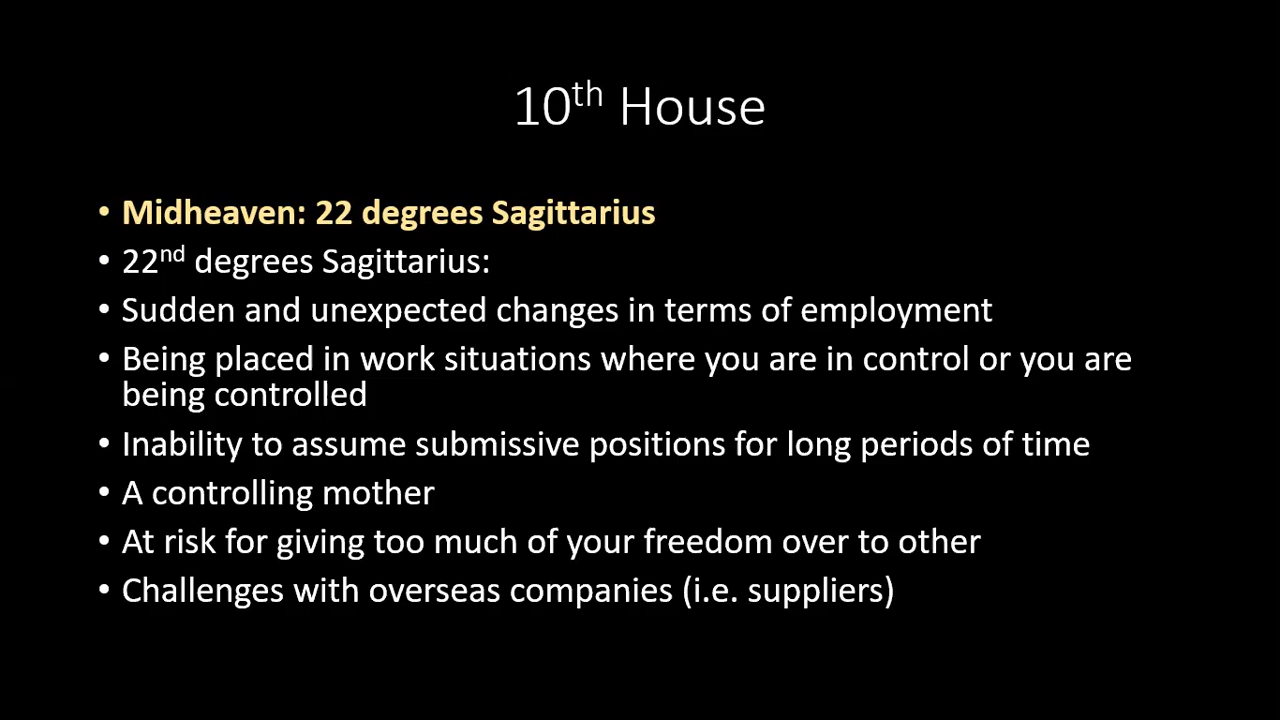 10th House
• Midheaven: 22 degrees Sagittarius
• 22nd degrees Sagittarius:
• Sudden and unexpected changes in terms of employment
• Being placed in work situations where you are in control or you are
being controlled
• Inability to assume submissive positions for long periods of time
• A controlling mother
• At risk for giving too much of your freedom over to other
• Challenges with overseas companies (i.e. suppliers)